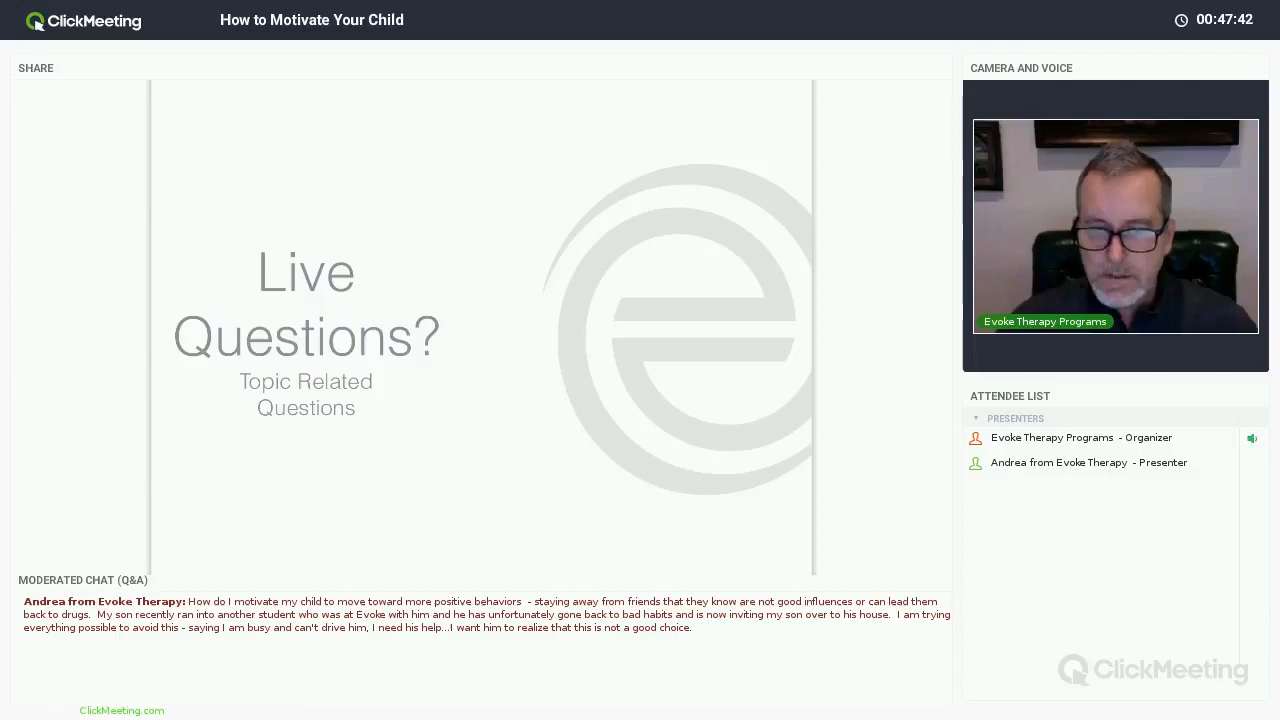 ClickMeeting
How to Motivate Your Child
00:47:42
SHARE
Live
Questions?
Topic Related
Questions
CAMERA AND VOICE
Evoke Therapy Programs
ATTENDEE LIST
PRESENTERS
Evoke Therapy Programs - Organizer
Andrea from Evoke Therapy - Presenter
MODERATED CHAT (Q&A)
Andrea from Evoke Therapy: How do I motivate my child to move toward more positive behaviors - staying away from friends that they know are not good influences or can lead them
back to drugs. My son recently ran into another student who was at Evoke with him and he has unfortunately gone back to bad habits and is now inviting my son over to his house. I am trying
everything possible to avoid this - saying I am busy and can't drive him, I need his help...I want him to realize that this is not a good choice.
ClickMeeting
ClickMeeting.com